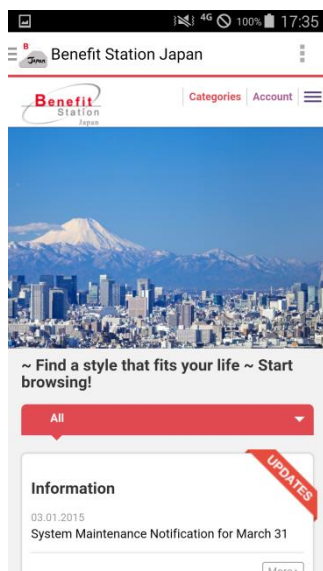 4G 100% 17:35
B
Japan
Benefit Station Japan
Benefit
Station
Japan
Categories Account
~ Find a style that fits your life ~ Start
browsing!
All
UPDATES
Information
03.01.2015
System Maintenance Notification for March 31
More